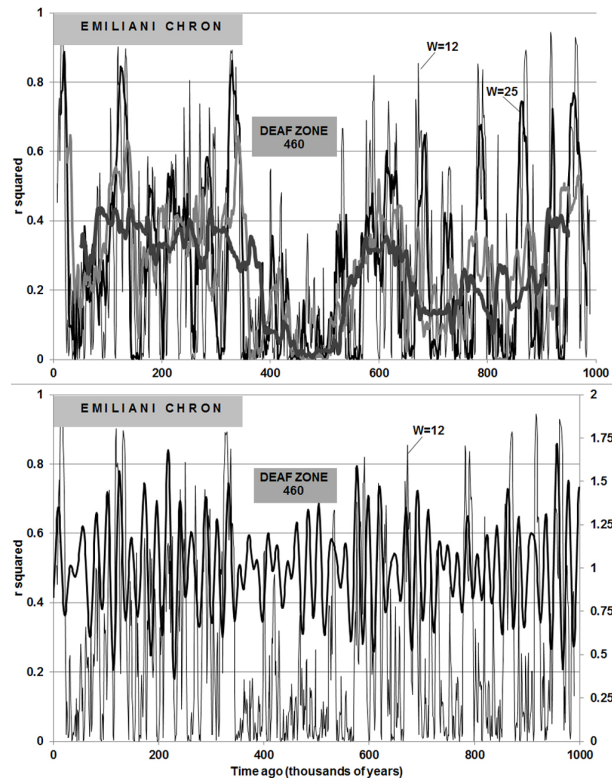 EMILIANI CHRON
W=12
W=25
DEAF ZONE
460
r squared
1
0.8
0.6
0.4
0.2
0
0 200 400 600 800 1000
EMILIANI CHRON
W=12
DEAF ZONE
460
r squared
1
0.8
0.6
0.4
0.2
0
2
1.75
1.5
1.25
1
0.75
0.5
0.25
0
0 200 400 600 800 1000
Time ago (thousands of years)